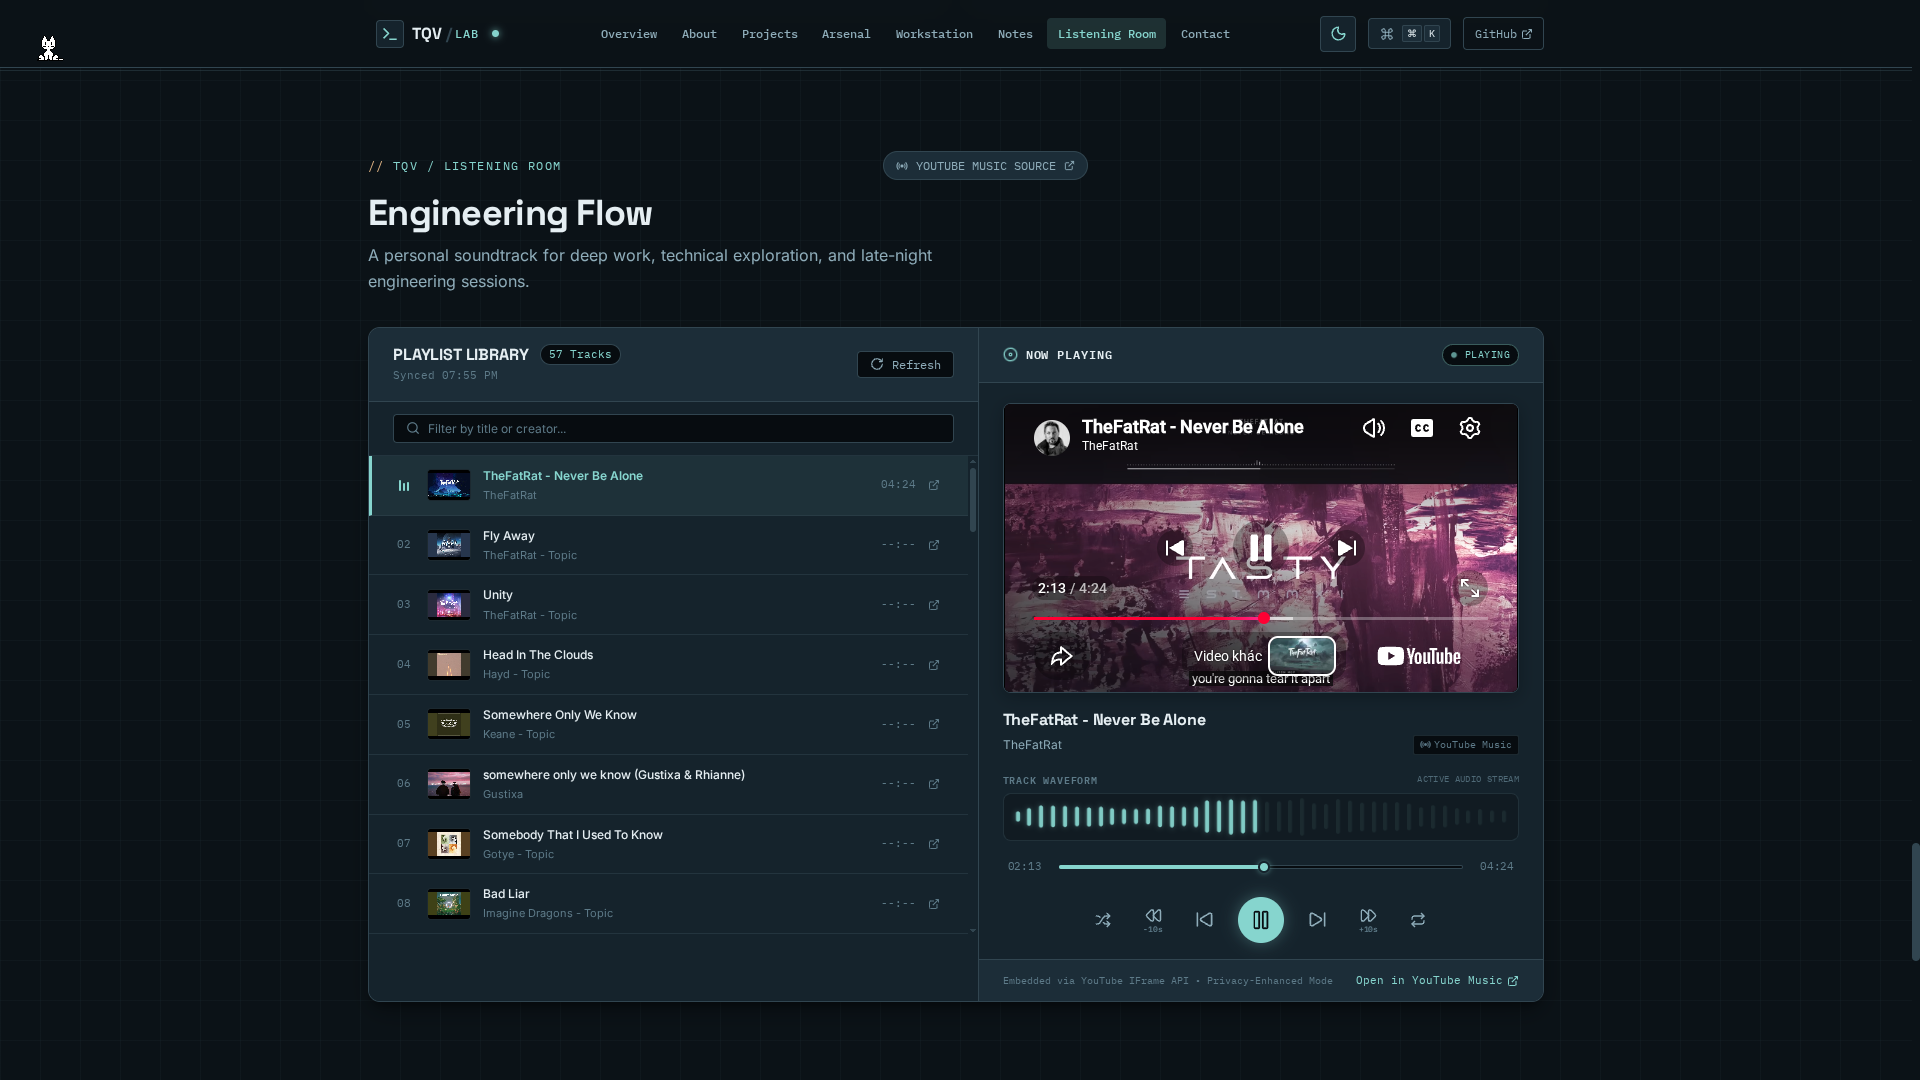 TQV / LAB
Overview About Projects Arsenal Workstation Notes Listening Room Contact
⌘ ⌘ K
GitHub
// TQV / LISTENING ROOM
YOUTUBE MUSIC SOURCE
Engineering Flow
A personal soundtrack for deep work, technical exploration, and late-night
engineering sessions.
PLAYLIST LIBRARY 57 Tracks
Synced 07:55 PM
Refresh
Filter by title or creator...
TheFatRat - Never Be Alone
TheFatRat
04:24
02
Fly Away
TheFatRat - Topic
--:--
03
Unity
TheFatRat - Topic
--:--
04
Head In The Clouds
Hayd - Topic
--:--
05
Somewhere Only We Know
Keane - Topic
--:--
06
somewhere only we know (Gustixa & Rhianne)
Gustixa
--:--
07
Somebody That I Used To Know
Gotye - Topic
--:--
08
Bad Liar
Imagine Dragons - Topic
--:--
NOW PLAYING
PLAYING
TheFatRat - Never Be Alone
TheFatRat
CC
TASTY
2:13 / 4:24
Video khác
TheFatRat
YouTube
you're gonna tear it apart
TheFatRat - Never Be Alone
TheFatRat
YouTube Music
TRACK WAVEFORM
ACTIVE AUDIO STREAM
02:13
04:24
-10s
+10s
Embedded via YouTube IFrame API • Privacy-Enhanced Mode
Open in YouTube Music